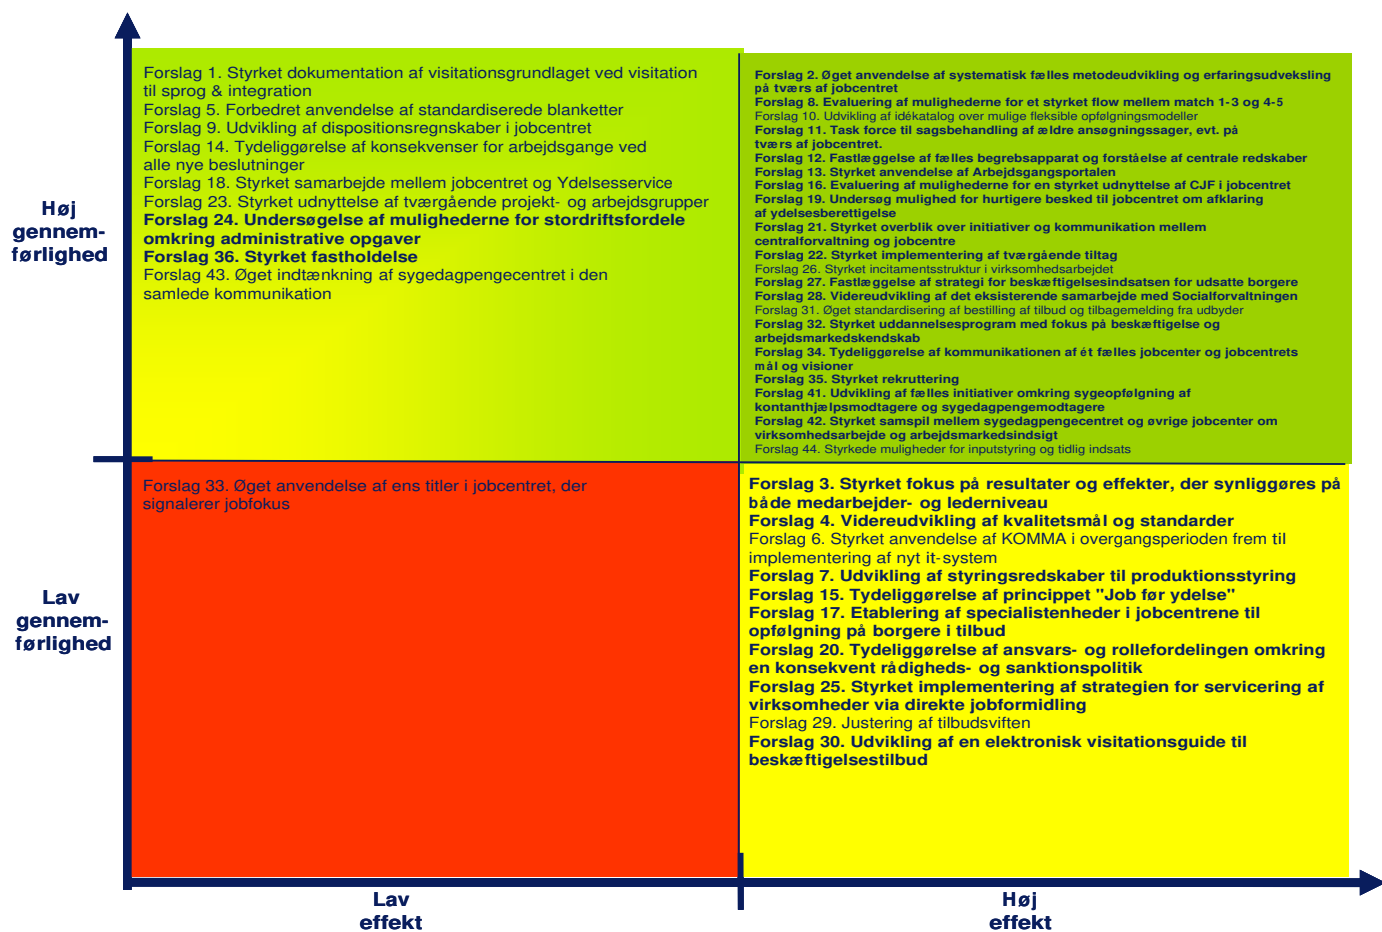 Høj
gennem-
førlighed
Forslag 1. Styrket dokumentation af visitationsgrundlaget ved visitation
til sprog & integration
Forslag 5. Forbedret anvendelse af standardiserede blanketter
Forslag 9. Udvikling af dispositionsregnskaber i jobcentret
Forslag 14. Tydeliggørelse af konsekvenser for arbejdsgange ved
alle nye beslutninger
Forslag 18. Styrket samarbejde mellem jobcentret og Ydelsesservice
Forslag 23. Styrket udnyttelse af tværgående projekt- og arbejdsgrupper
Forslag 24. Undersøgelse af mulighederne for stordriftsfordele
omkring administrative opgaver
Forslag 36. Styrket fastholdelse
Forslag 43. Øget indtænkning af sygedagpengecentret i den
samlede kommunikation
Forslag 2. Øget anvendelse af systematisk fælles metodeudvikling og erfaringsudveksling
på tværs af jobcentret
Forslag 8. Evaluering af mulighederne for et styrket flow mellem match 1-3 og 4-5
Forslag 10. Udvikling af idékatalog over mulige fleksible opfølgningsmodeller
Forslag 11. Task force til sagsbehandling af ældre ansøgningssager, evt. på
tværs af jobcentret.
Forslag 12. Fastlæggelse af fælles begrebsapparat og forståelse af centrale redskaber
Forslag 13. Styrket anvendelse af Arbejdsgangsportalen
Forslag 16. Evaluering af mulighederne for en styrket udnyttelse af CJF i jobcentret
Forslag 19. Undersøg mulighed for hurtigere besked til jobcentret om afklaring
af ydelsesberettigelse
Forslag 21. Styrket overblik over initiativer og kommunikation mellem
centralforvaltning og jobcentre
Forslag 22. Styrket implementering af tværgående tiltag
Forslag 26. Styrket incitamentsstruktur i virksomhedsarbejdet
Forslag 27. Fastlæggelse af strategi for beskæftigelsesindsatsen for udsatte borgere
Forslag 28. Videreudvikling af det eksisterende samarbejde med Socialforvaltningen
Forslag 31. Øget standardisering af bestilling af tilbud og tilbagemelding fra udbyder
Forslag 32. Styrket uddannelsesprogram med fokus på beskæftigelse og
arbejdsmarkedskendskab
Forslag 34. Tydeliggørelse af kommunikationen af ét fælles jobcenter og jobcentrets
mål og visioner
Forslag 35. Styrket rekruttering
Forslag 41. Udvikling af fælles initiativer omkring sygeopfølgning af
kontanthjælpsmodtagere og sygedagpengemodtagere
Forslag 42. Styrket samspil mellem sygedagpengecentret og øvrige jobcenter om
virksomhedsarbejde og arbejdsmarkedsindsigt
Forslag 44. Styrkede muligheder for inputstyring og tidlig indsats
Lav
gennem-
førlighed
Forslag 33. Øget anvendelse af ens titler i jobcentret, der
signalerer jobfokus
Forslag 3. Styrket fokus på resultater og effekter, der synliggøres på
både medarbejder- og lederniveau
Forslag 4. Videreudvikling af kvalitetsmål og standarder
Forslag 6. Styrket anvendelse af KOMMA i overgangsperioden frem til
implementering af nyt it-system
Forslag 7. Udvikling af styringsredskaber til produktionsstyring
Forslag 15. Tydeliggørelse af princippet "Job før ydelse"
Forslag 17. Etablering af specialistenheder i jobcentrene til
opfølgning på borgere i tilbud
Forslag 20. Tydeliggørelse af ansvars- og rollefordelingen omkring
en konsekvent rådigheds- og sanktionspolitik
Forslag 25. Styrket implementering af strategien for servicering af
virksomheder via direkte jobformidling
Forslag 29. Justering af tilbudsviften
Forslag 30. Udvikling af en elektronisk visitationsguide til
beskæftigelsestilbud
Lav
effekt
Høj
effekt